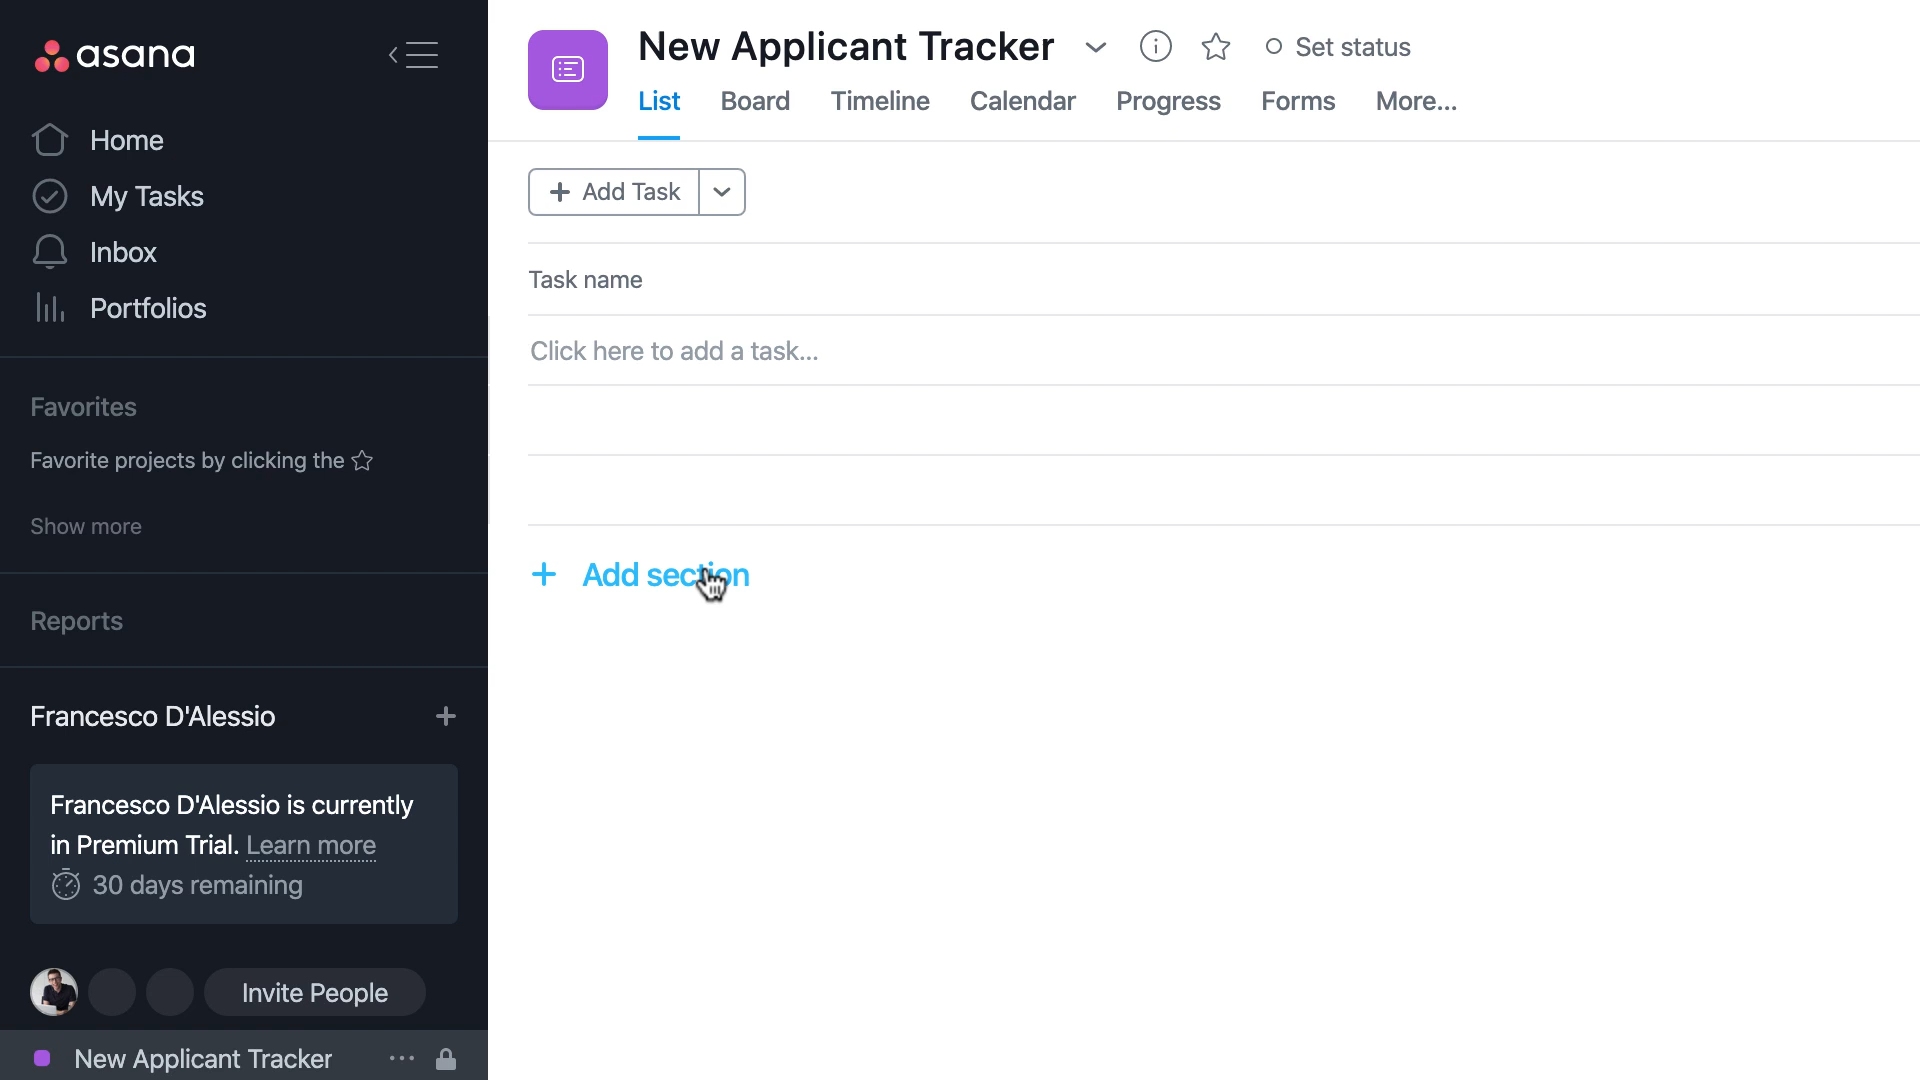 asana
Home
My Tasks
Inbox
Portfolios
Favorites
Favorite projects by clicking the
Show more
Reports
Francesco D'Alessio
Francesco D'Alessio is currently
in Premium Trial. Learn more
30 days remaining
Invite People
New Applicant Tracker
New Applicant Tracker
Set status
List Board Timeline Calendar Progress Forms More...
+ Add Task
Task name
Click here to add a task...
+ Add section